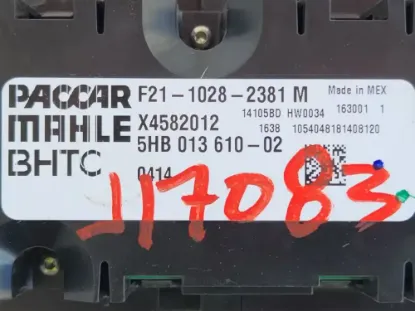 PACCAR F21-1028-2381 M Made in MEX
14105BD HW0034 163001 1
MAHLE X4582012 1638 1054048181408120
BHTC 5HB 013 610-02
0414
117083